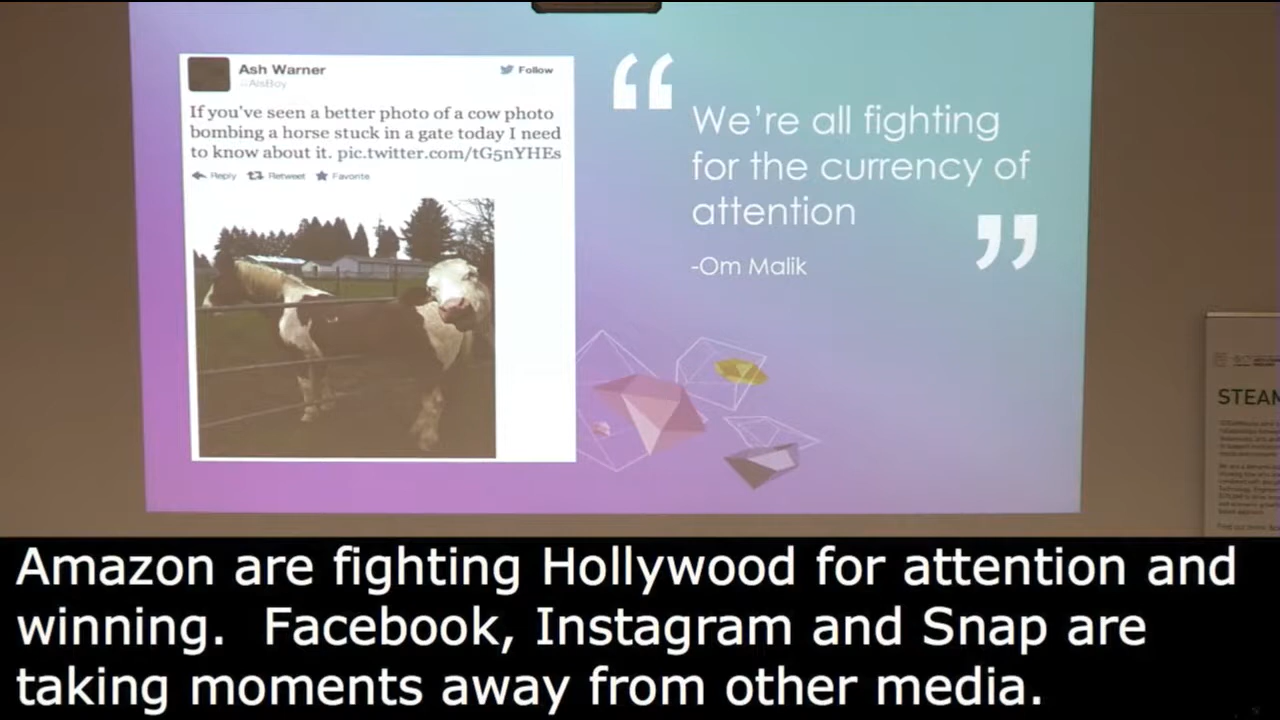 Ash Warner
If you've seen a better photo of a cow photo
bombing a horse stuck in a gate today I need
to know about it. pic.twitter.com/tG5nYHEs
Follow
Reply Retweet Favorite
“
We're all fighting
for the currency of
attention
”
-Om Malik
STEAM
Amazon are fighting Hollywood for attention and
winning.  Facebook, Instagram and Snap are
taking moments away from other media.